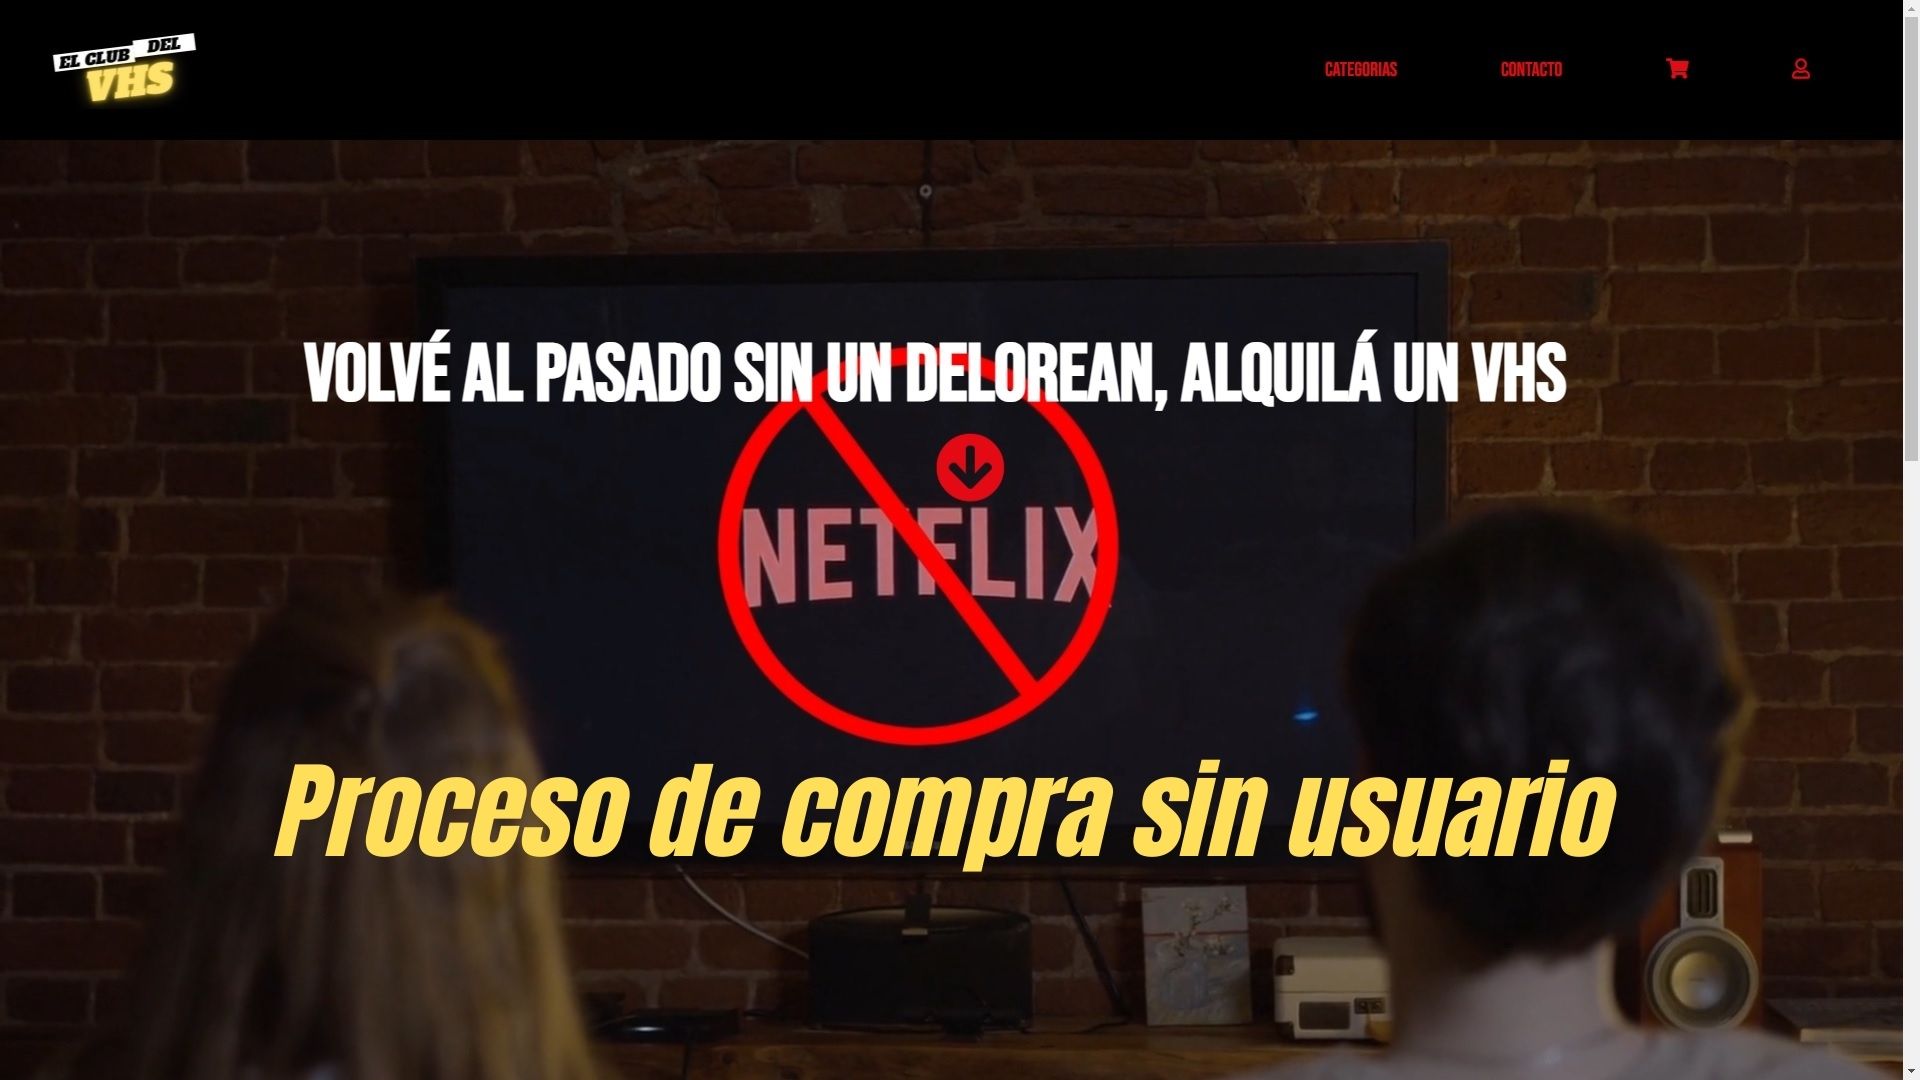 EL CLUB DEL
VHS
CATEGORIAS
CONTACTO
VOLVÉ AL PASADO SIN UN DELOREAN, ALQUILÁ UN VHS
NETFLIX
Proceso de compra sin usuario